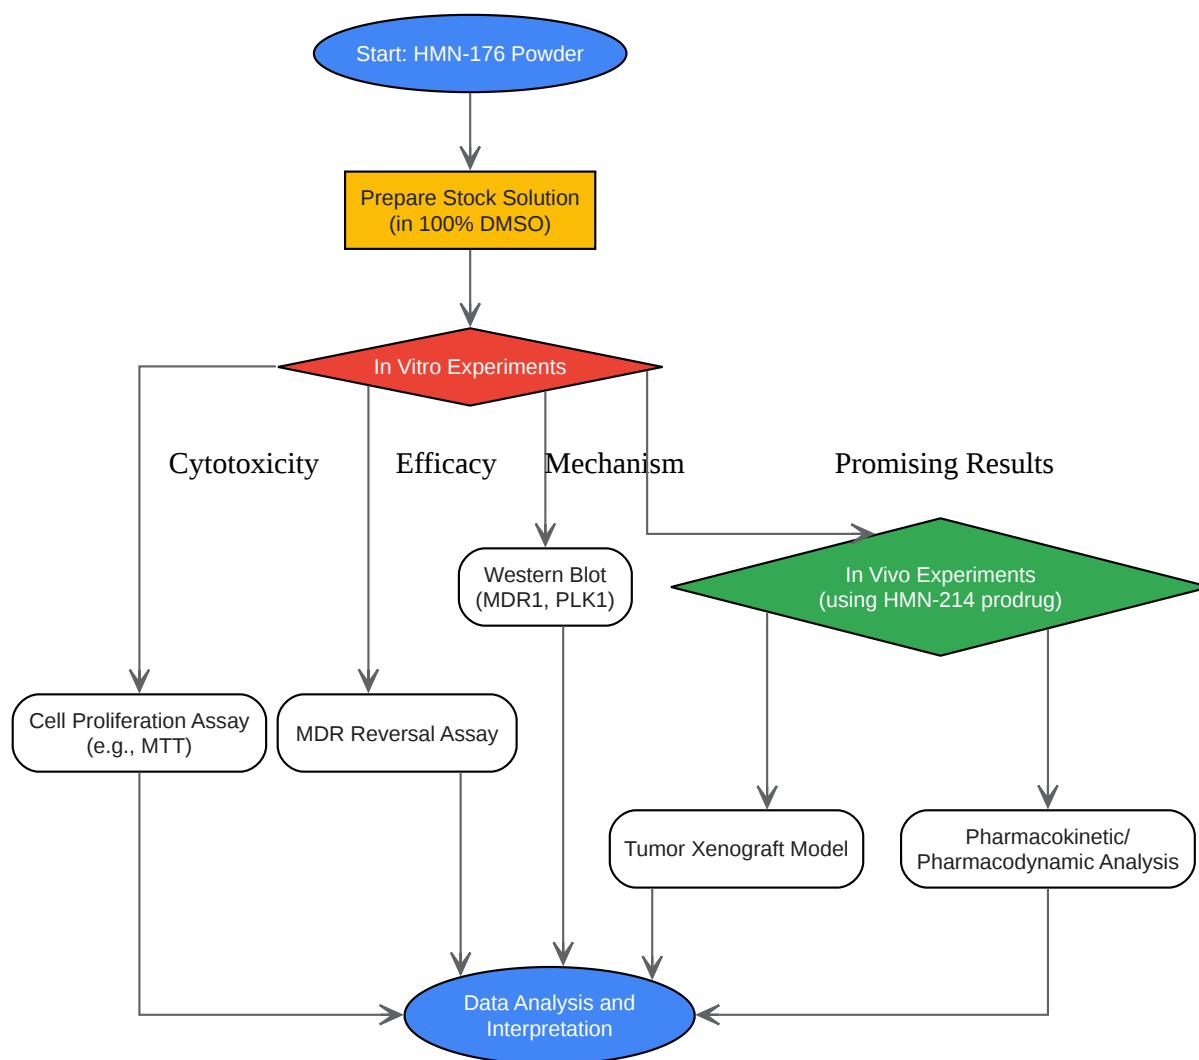 Start: HMN-176 Powder
Prepare Stock Solution
(in 100% DMSO)
In Vitro Experiments
Cytotoxicity
Efficacy
Mechanism
Promising Results
Western Blot
(MDR1, PLK1)
In Vivo Experiments
(using HMN-214 prodrug)
Cell Proliferation Assay
(e.g., MTT)
MDR Reversal Assay
Tumor Xenograft Model
Pharmacokinetic/
Pharmacodynamic Analysis
Data Analysis and
Interpretation